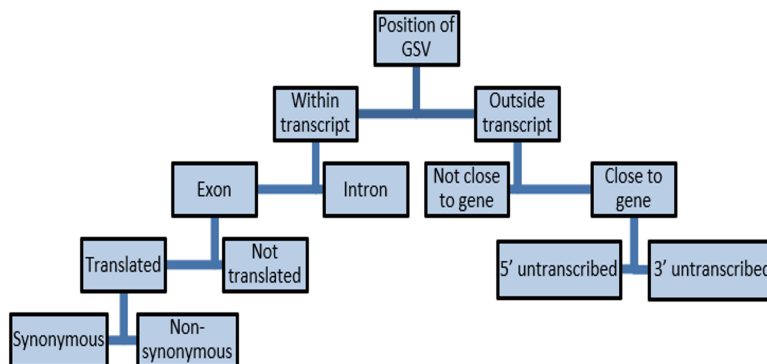 Position of
GSV
Within
transcript
Outside
transcript
Exon
Intron
Not close
to gene
Close to
gene
Translated
Not
translated
5’ untranscribed
3’ untranscribed
Synonymous
Non-
synonymous